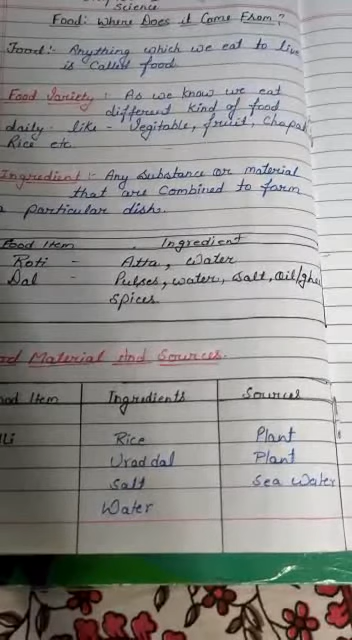 Science
Food: Where Does it Come From?
Food:- Anything which we eat to live
is Called food
Food Variety:- As we know we eat
different kind of food
daily like - Vegitable, fruit, Chapati
Rice etc.
Ingredient:- Any substance or material
that are combined to form
a particular dish.
Food Item Ingredient
Roti - Atta, Water
Dal - Pulses, water, Salt, Oil/ghee
Spices.
Material And Sources.
Item Ingredients Sources
Rice Plant
Urad dal Plant
Salt Sea Water
Water